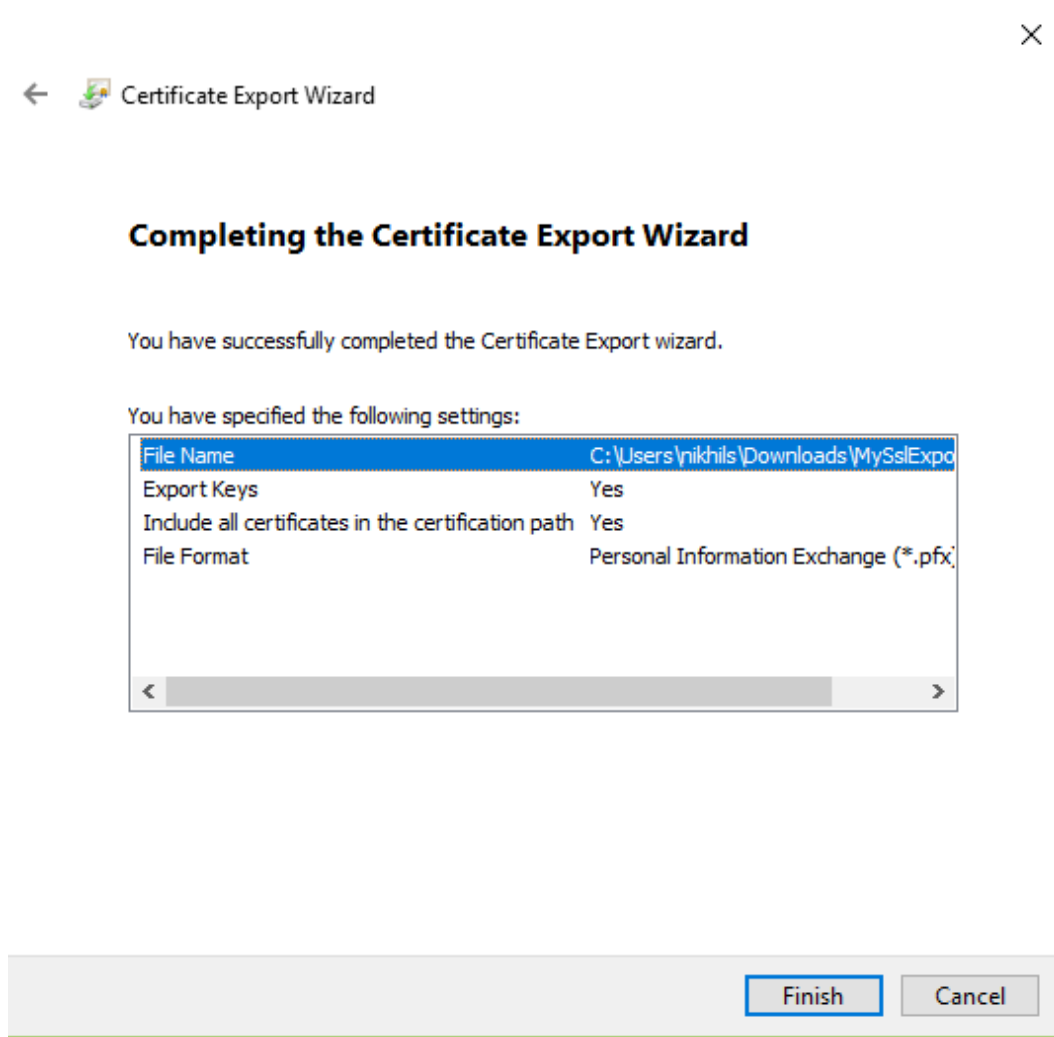 Certificate Export Wizard
Completing the Certificate Export Wizard
You have successfully completed the Certificate Export wizard.
You have specified the following settings:
File Name C:\Users\nikhils\Downloads\MySslExpo
Export Keys Yes
Include all certificates in the certification path Yes
File Format Personal Information Exchange (*.pfx)
Finish Cancel